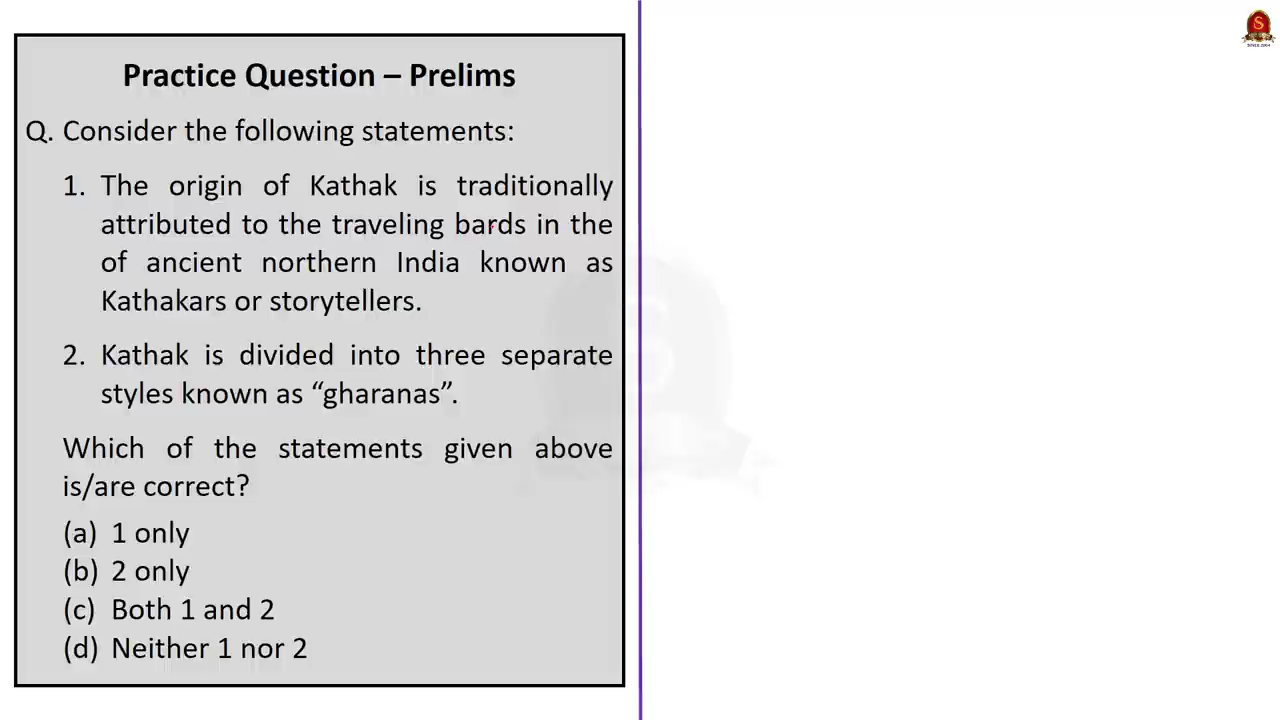 Practice Question – Prelims
Q. Consider the following statements:
1. The origin of Kathak is traditionally
attributed to the traveling bards in the
of ancient northern India known as
Kathakars or storytellers.
2. Kathak is divided into three separate
styles known as “gharanas”.
Which of the statements given above
is/are correct?
(a) 1 only
(b) 2 only
(c) Both 1 and 2
(d) Neither 1 nor 2
S